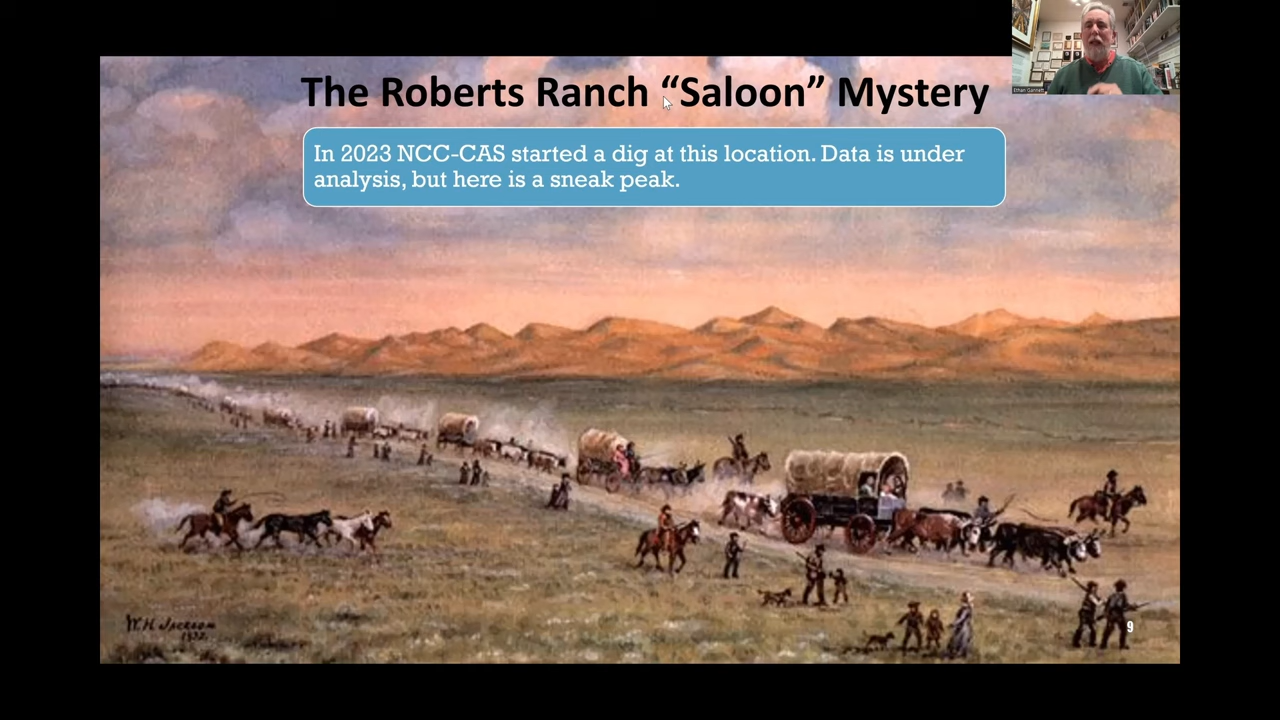 The Roberts Ranch “Saloon” Mystery
In 2023 NCC-CAS started a dig at this location. Data is under
analysis, but here is a sneak peak.
W. H. Jackson
9